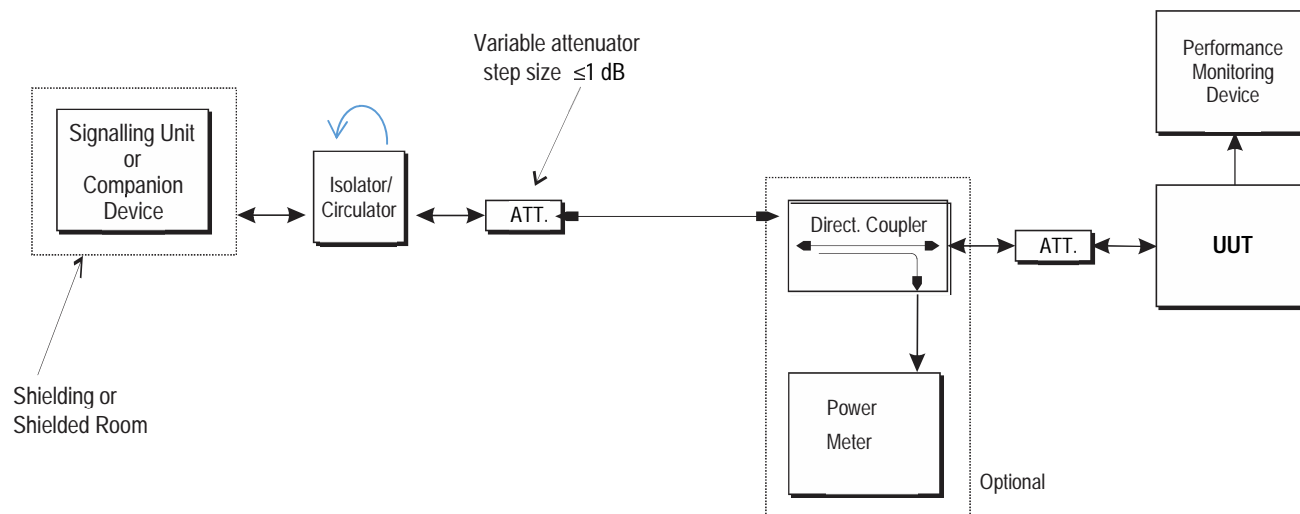 Variable attenuator
step size ≤1 dB
Performance
Monitoring
Device
Signalling Unit
or
Companion
Device
Isolator/
Circulator
ATT.
Direct. Coupler
ATT.
UUT
Shielding or
Shielded Room
Power
Meter
Optional